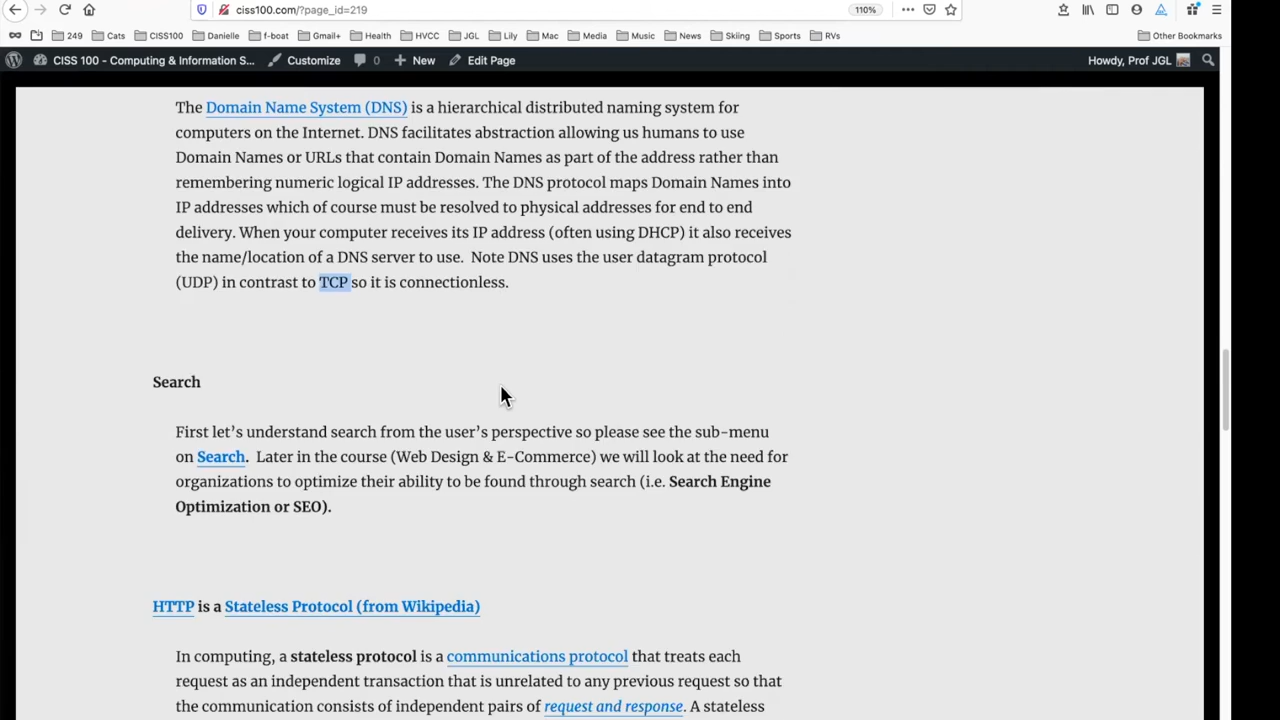 ciss100.com/?page_id=219
110%
249
Cats
CISS100
Danielle
f-boat
Gmail+
Health
HVCC
JGL
Lily
Mac
Media
Music
News
Skiing
Sports
RVs
Other Bookmarks
CISS 100 - Computing & Information S...
Customize
0
New
Edit Page
Howdy, Prof JGL
The Domain Name System (DNS) is a hierarchical distributed naming system for
computers on the Internet. DNS facilitates abstraction allowing us humans to use
Domain Names or URLs that contain Domain Names as part of the address rather than
remembering numeric logical IP addresses. The DNS protocol maps Domain Names into
IP addresses which of course must be resolved to physical addresses for end to end
delivery. When your computer receives its IP address (often using DHCP) it also receives
the name/location of a DNS server to use.  Note DNS uses the user datagram protocol
(UDP) in contrast to TCP so it is connectionless.
Search
First let’s understand search from the user’s perspective so please see the sub-menu
on Search.  Later in the course (Web Design & E-Commerce) we will look at the need for
organizations to optimize their ability to be found through search (i.e. Search Engine
Optimization or SEO).
HTTP is a Stateless Protocol (from Wikipedia)
In computing, a stateless protocol is a communications protocol that treats each
request as an independent transaction that is unrelated to any previous request so that
the communication consists of independent pairs of request and response. A stateless